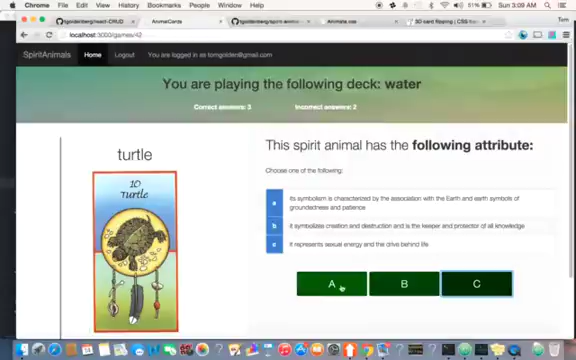 Chrome File Edit View History Bookmarks People Window Help
51% Sun 3:09 AM
tgoldenberg/react-CRUD
AnimalCards
Animate.css
3D card flipping | CSS
Tom
localhost:3000/games/42
SpiritAnimals Home Logout You are logged in as tomgolden@gmail.com
You are playing the following deck: water
Correct answers: 3 Incorrect answers: 2
turtle
10
Turtle
This spirit animal has the following attribute:
Choose one of the following:
a its symbolism is characterized by the association with the Earth and earth symbols of
groundedness and patience
b it symbolizes creation and destruction and is the keeper and protector of all knowledge
c it represents sexual energy and the drive behind life
A B C